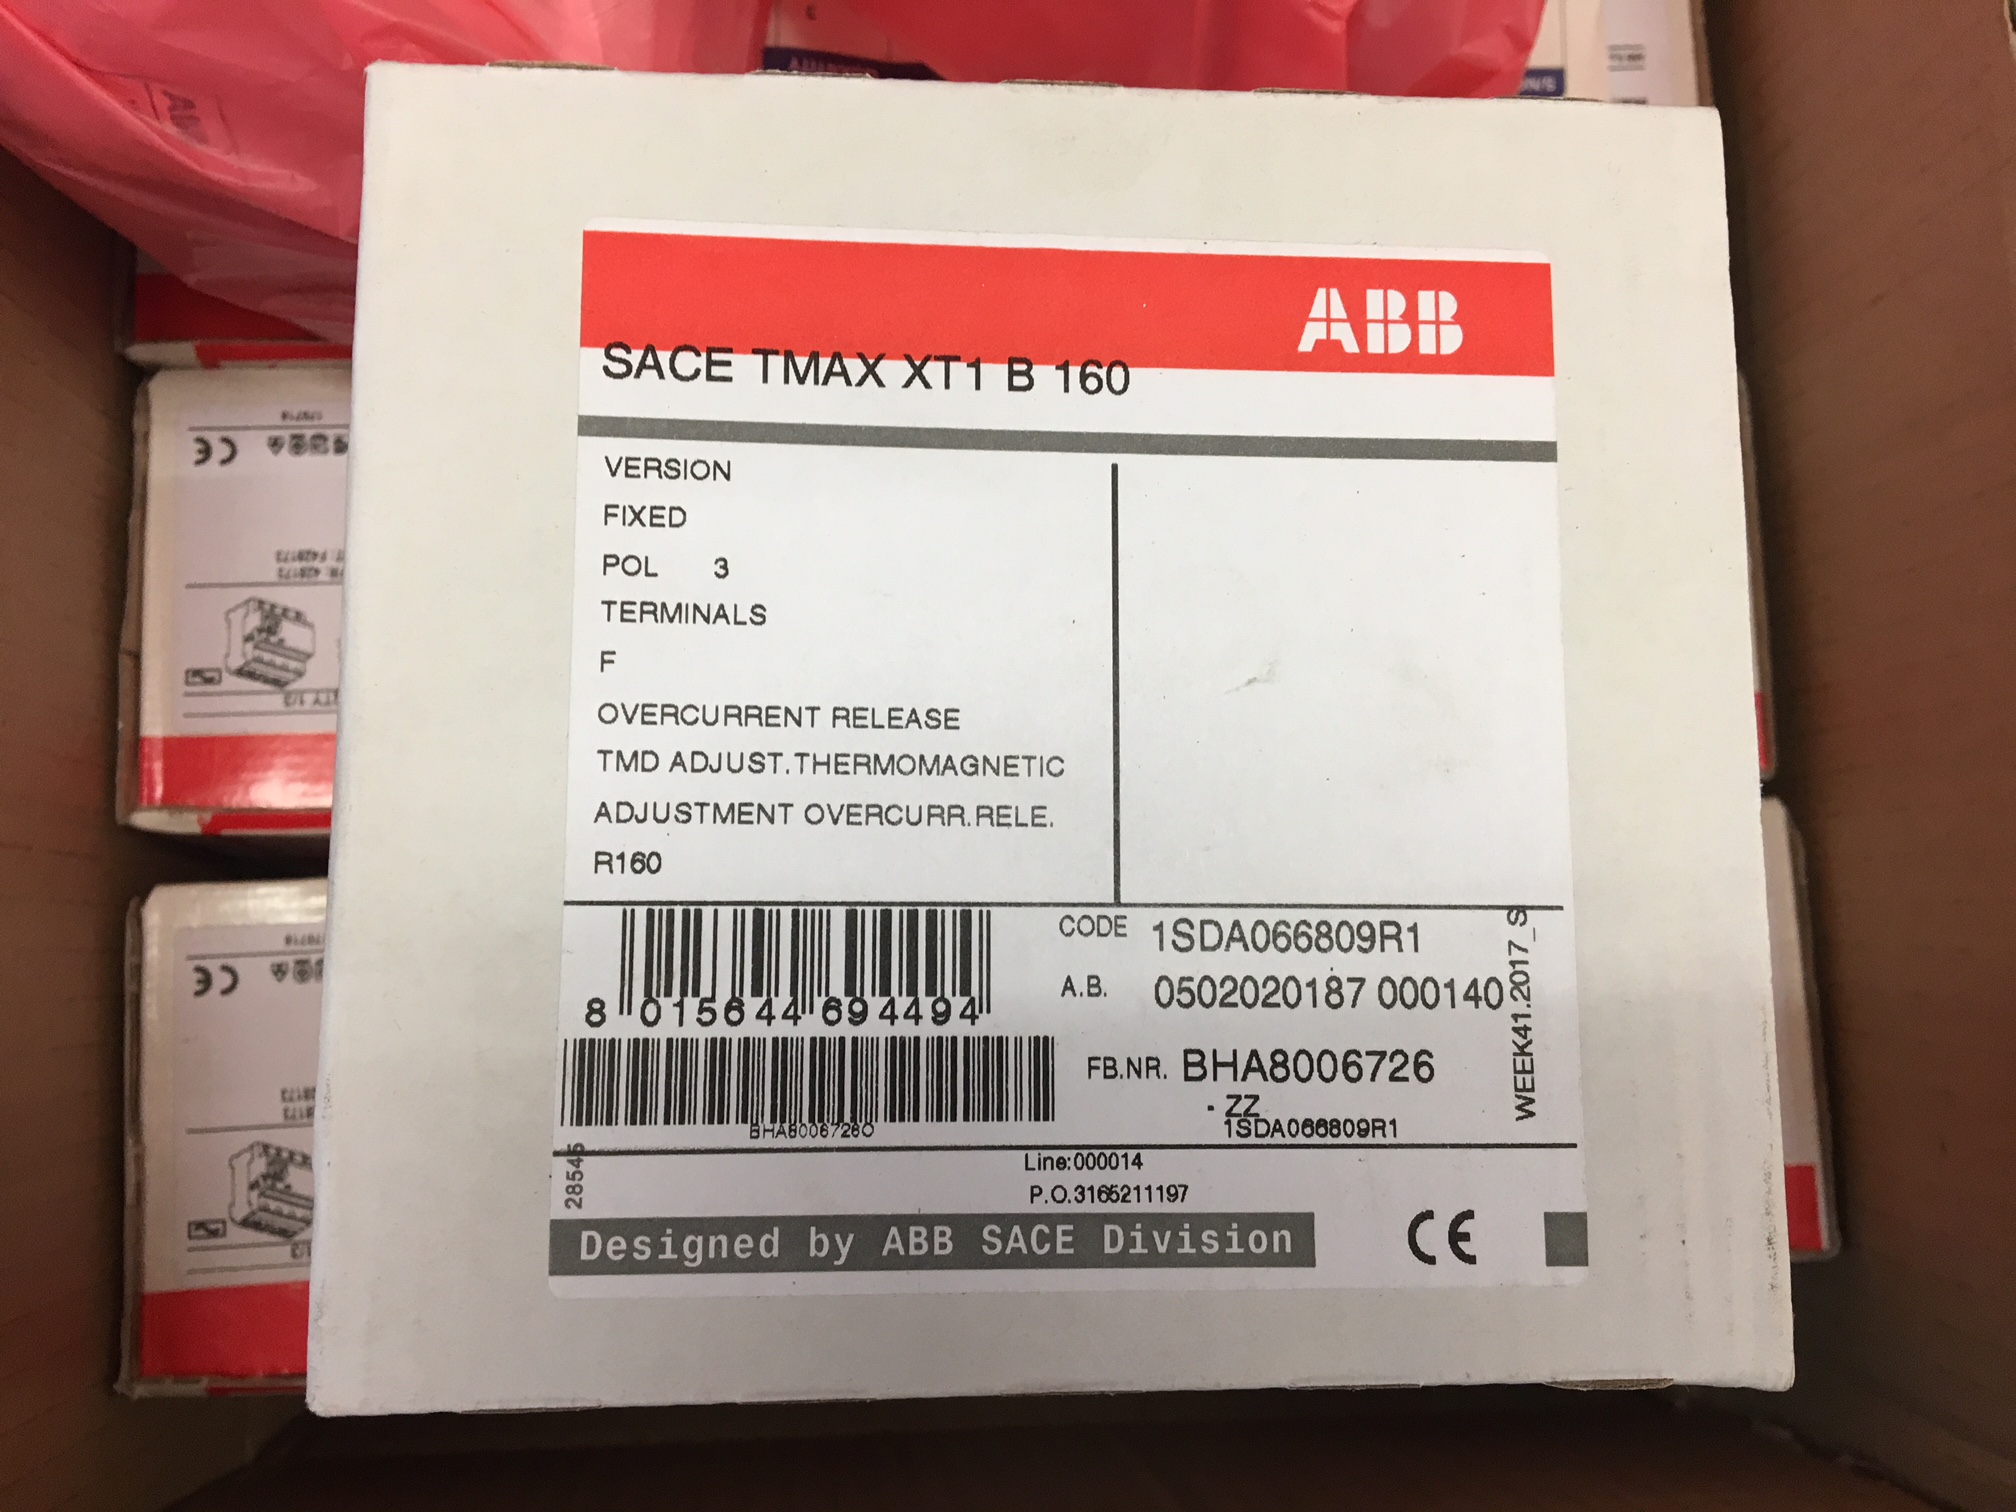 ABB
SACE TMAX XT1 B 160
VERSION
FIXED
POL 3
TERMINALS
F
OVERCURRENT RELEASE
TMD ADJUST.THERMOMAGNETIC
ADJUSTMENT OVERCURR.RELE.
R160
CODE 1SDA066809R1
A.B. 0502020187 000140
WEEK41.2017_S
8 015644 694494
FB.NR. BHA8006726
- ZZ
1SDA066809R1
BHA80067260
28545
Line:000014
P.O.3165211197
Designed by ABB SACE Division
CE
CE
CE